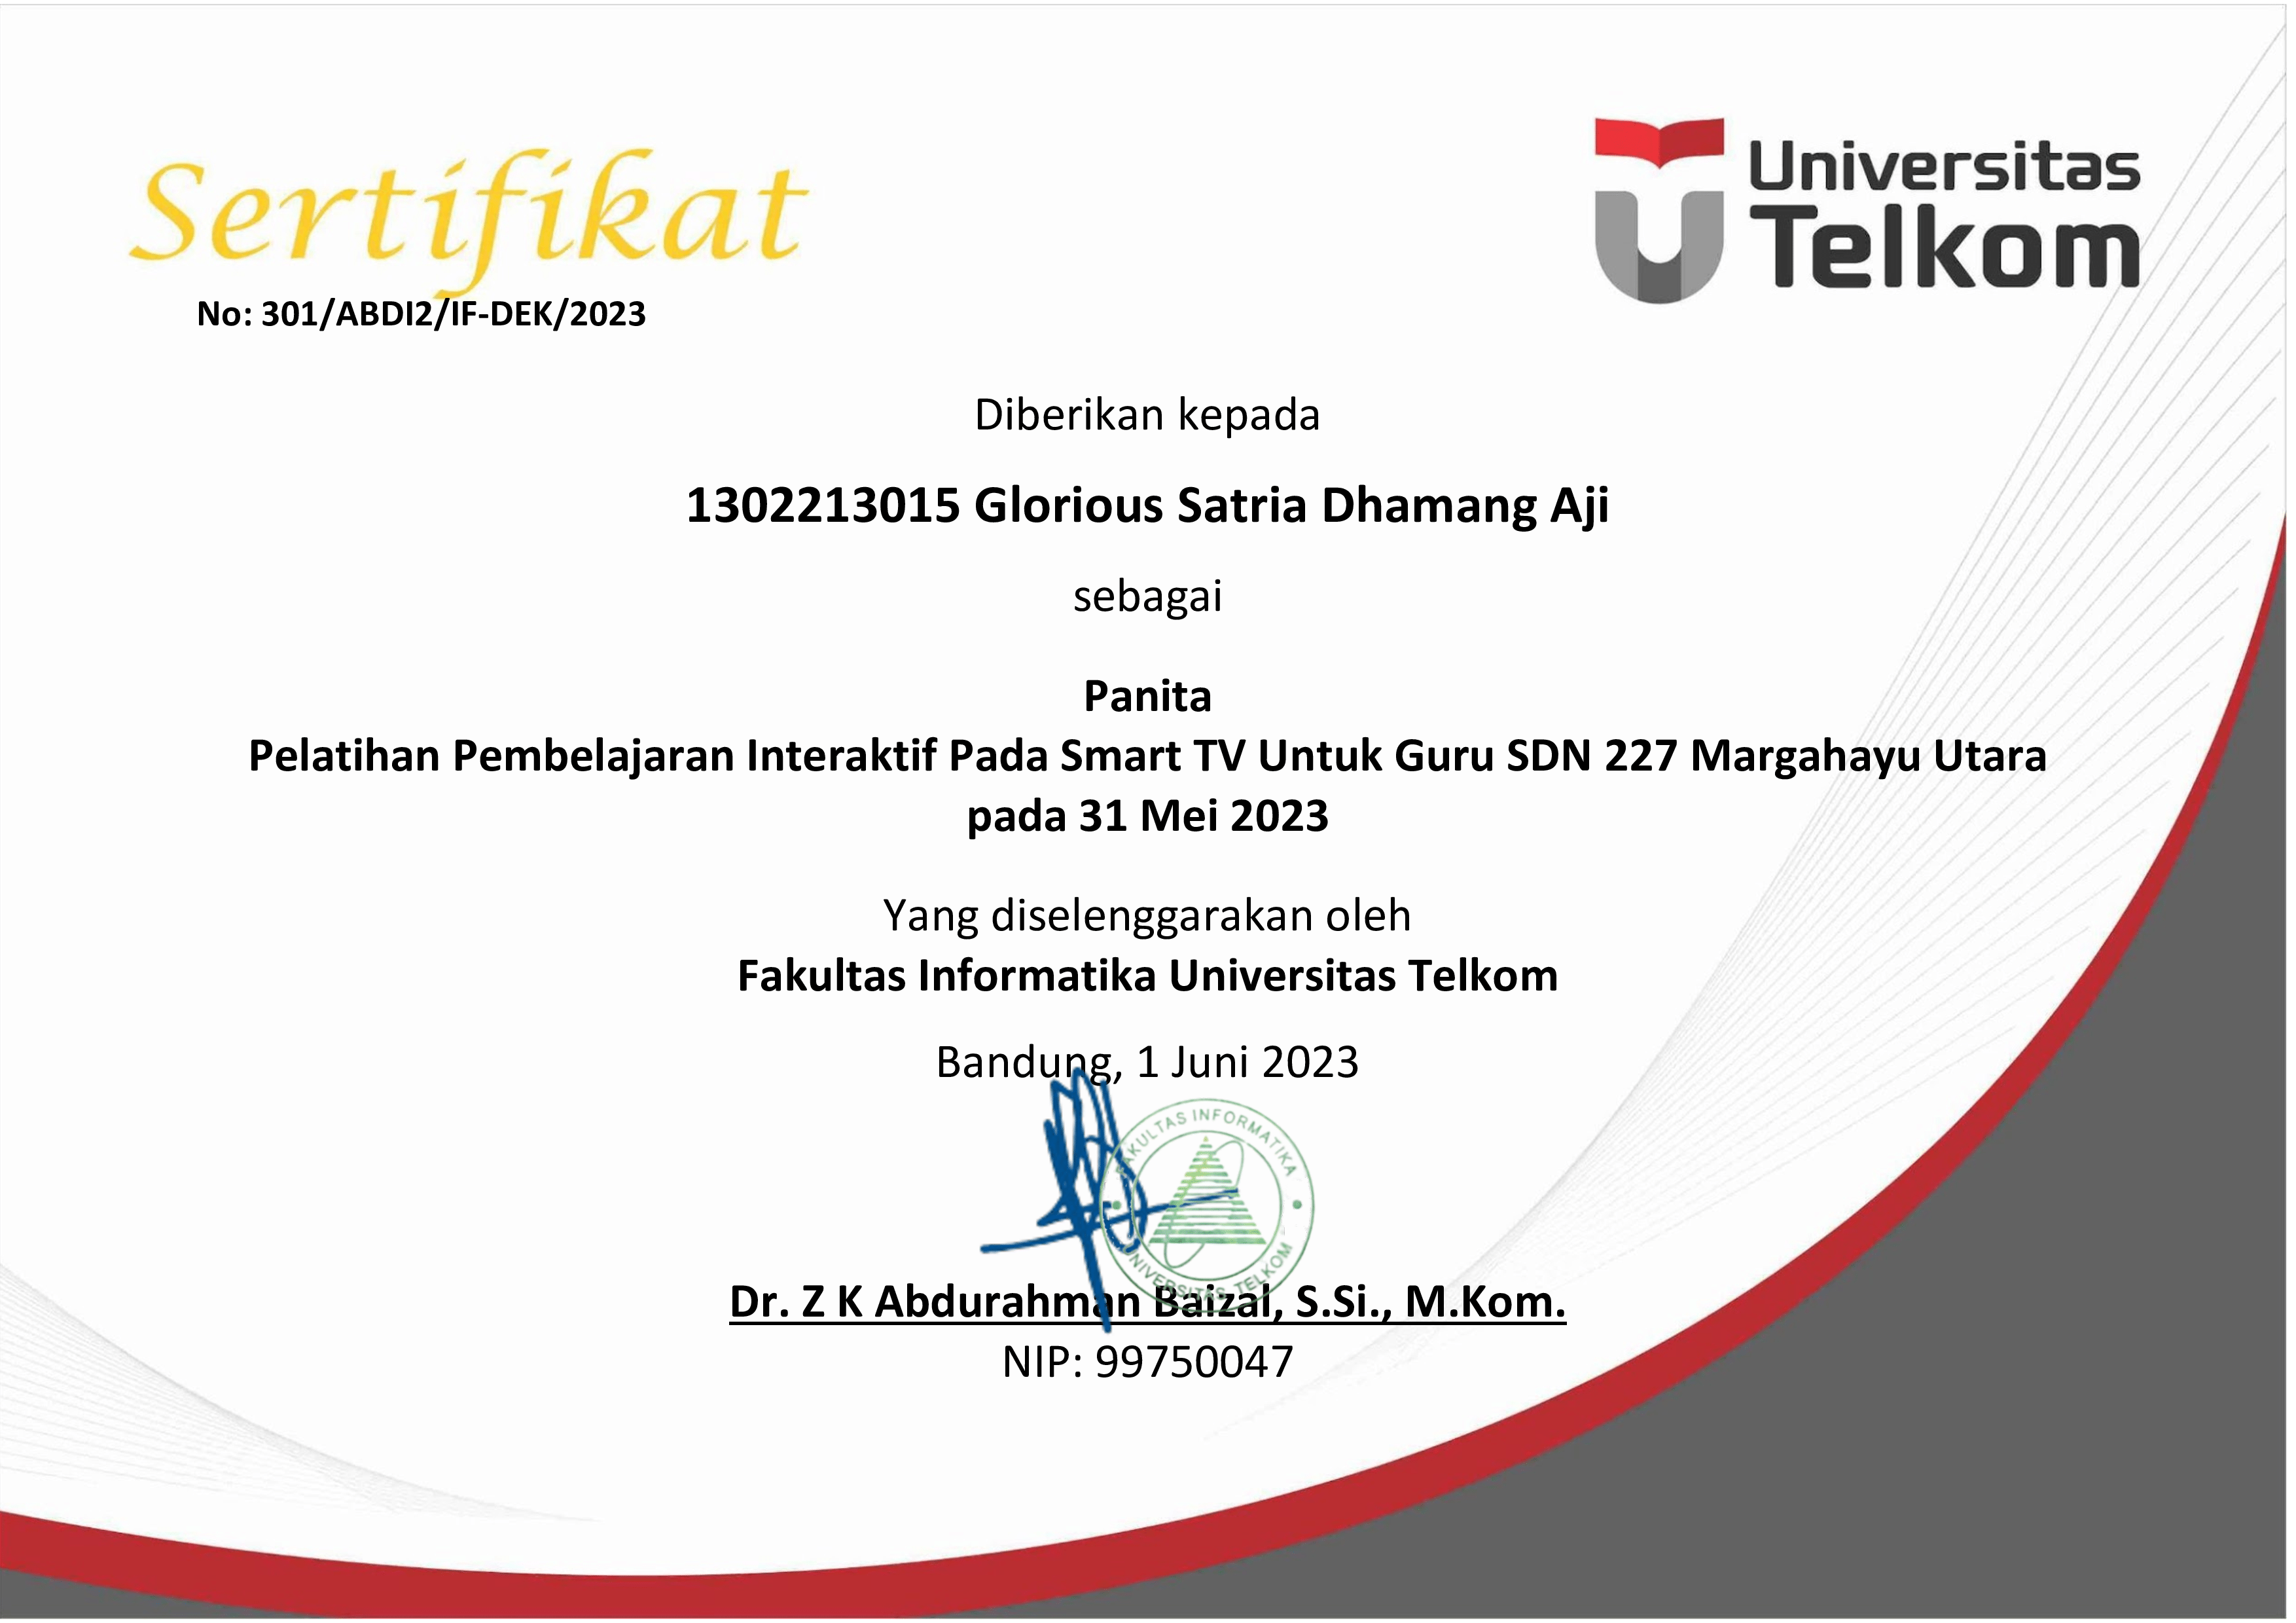 Sertifikat
No: 301/ABDI2/IF-DEK/2023
Universitas
Telkom
Diberikan kepada
1302213015 Glorious Satria Dhamang Aji
sebagai
Panita
Pelatihan Pembelajaran Interaktif Pada Smart TV Untuk Guru SDN 227 Margahayu Utara
pada 31 Mei 2023
Yang diselenggarakan oleh
Fakultas Informatika Universitas Telkom
Bandung, 1 Juni 2023
FAKULTAS INFORMATIKA
UNIVERSITAS TELKOM
Dr. Z K Abdurahman Baizal, S.Si., M.Kom.
NIP: 99750047